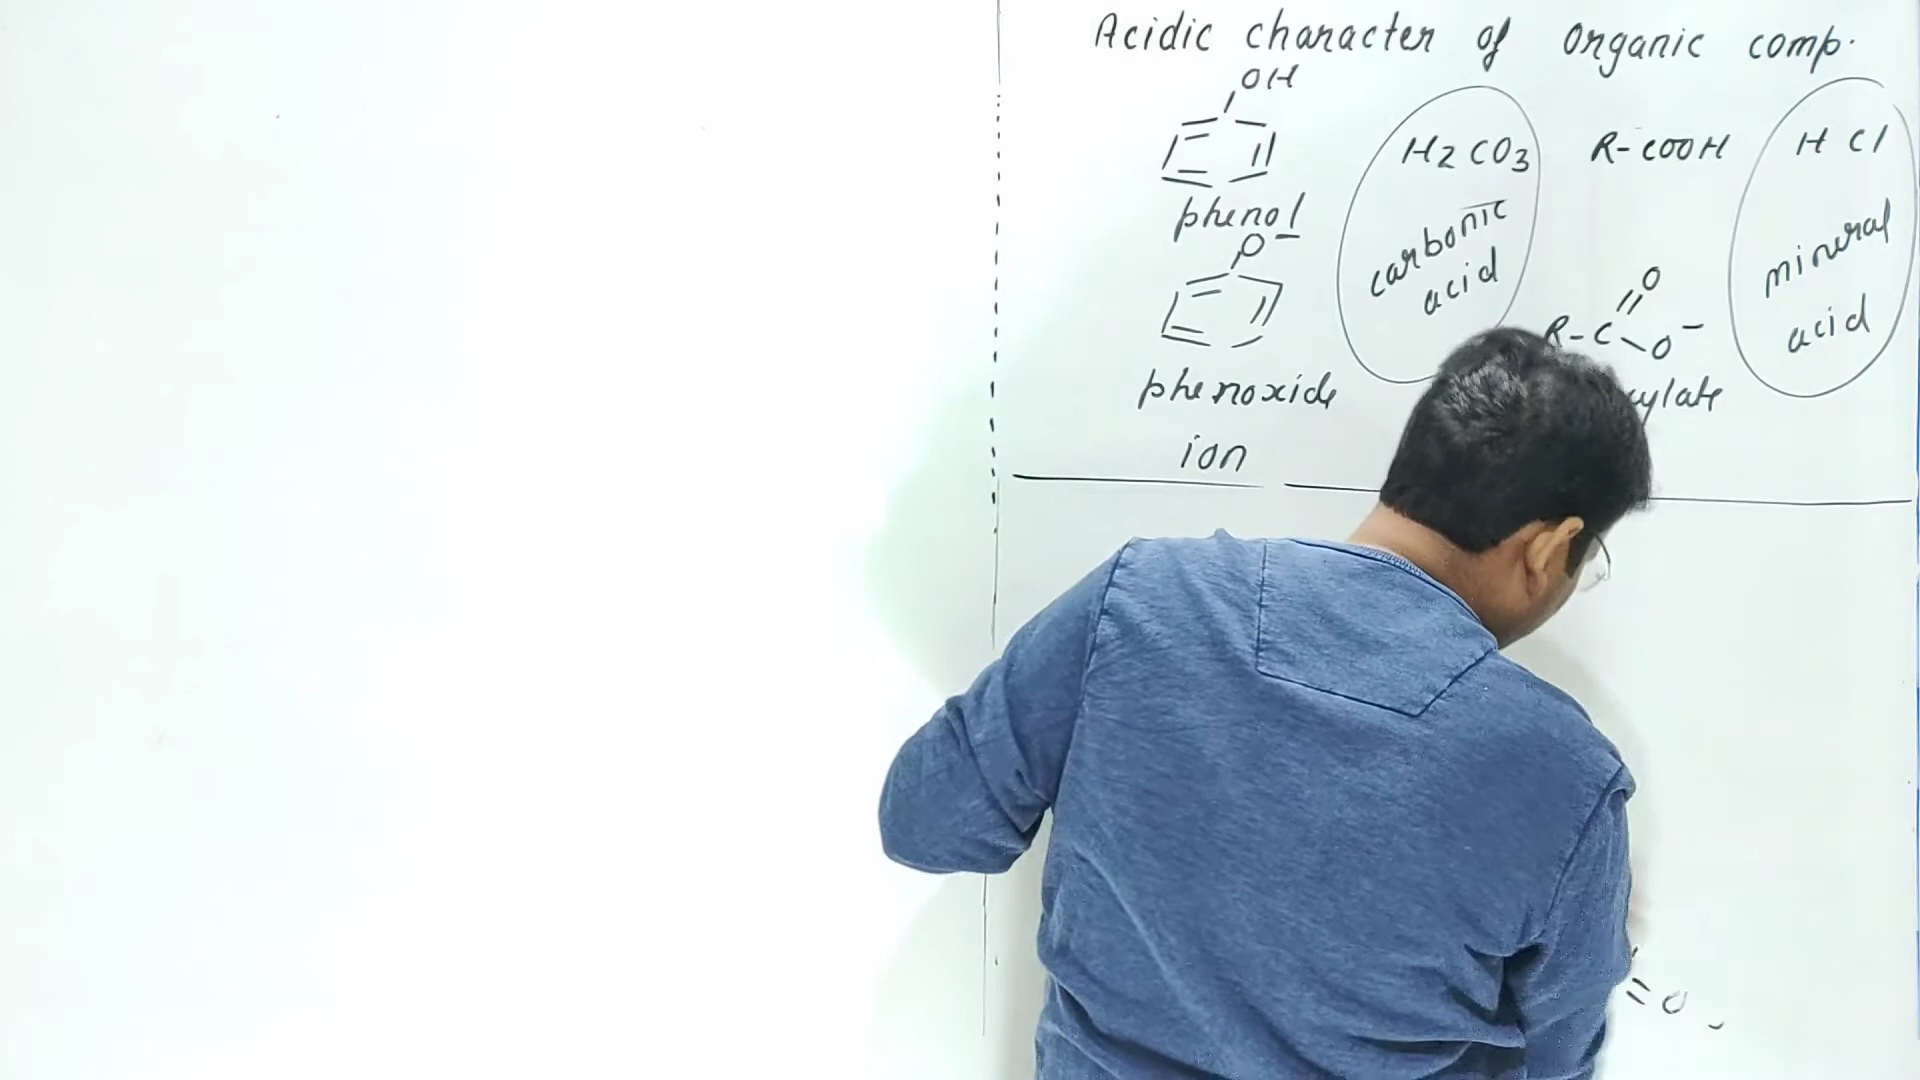 Acidic character of organic comp.
OH
phenol
H2CO3
carbonic
acid
R-COOH
HCl
mineral
acid
O-
phenoxide
ion
O
R-C-O-
= O